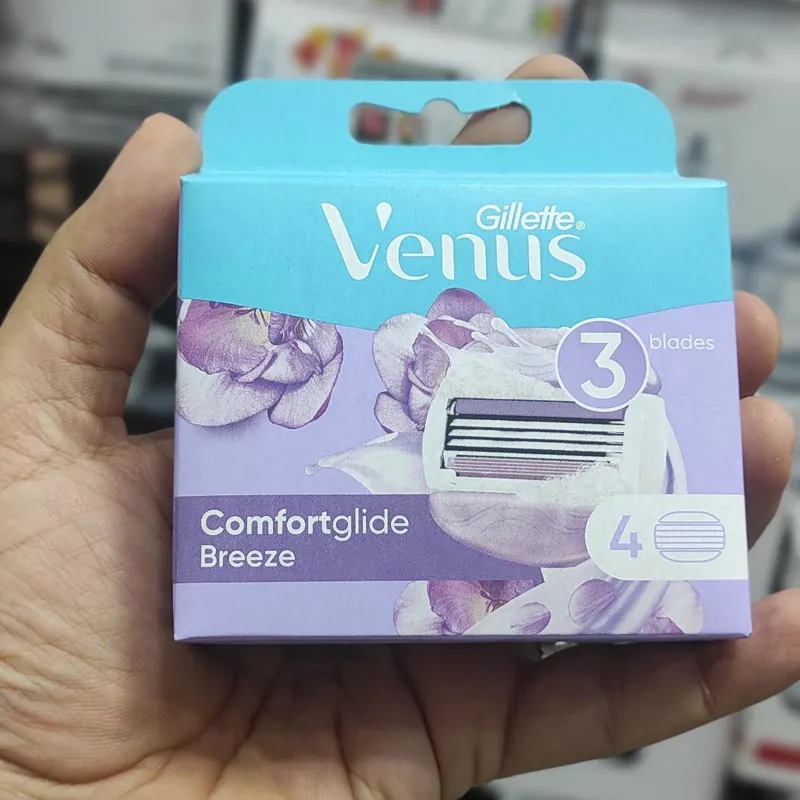 Gillette®
Venus
3 blades
Comfortglide
Breeze
4